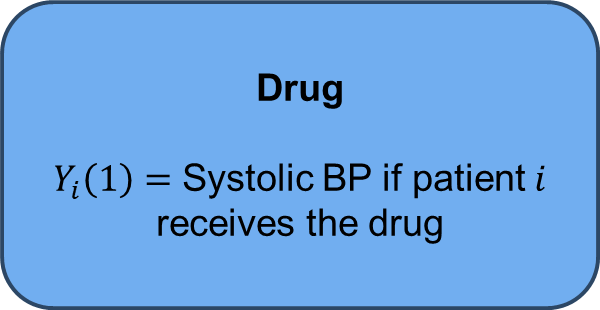 Drug
Yᵢ(1) = Systolic BP if patient i
receives the drug